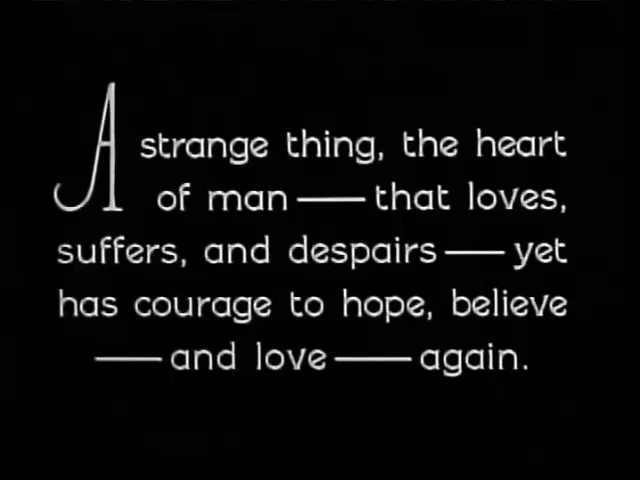 A strange thing, the heart
of man — that loves,
suffers, and despairs — yet
has courage to hope, believe
— and love — again.